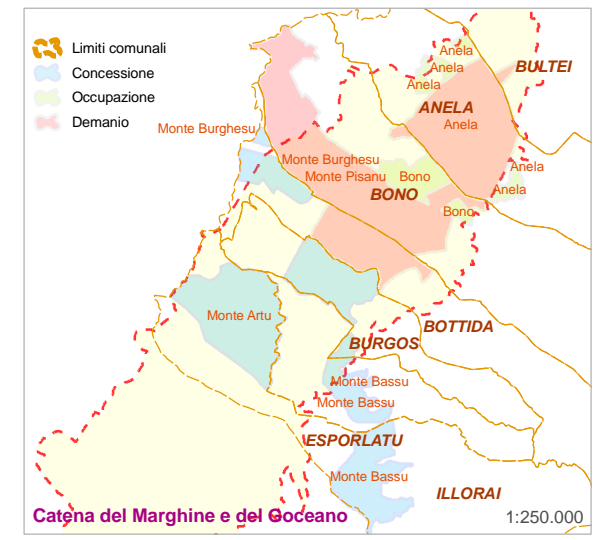 Limiti comunali
Concessione
Occupazione
Demanio
Anela
Anela
Anela
BULTEI
ANELA
Anela
Monte Burghesu
Monte Burghesu
Monte Pisanu
Bono
BONO
Anela
Anela
Bono
Monte Artu
BOTTIDA
BURGOS
Monte Bassu
Monte Bassu
ESPORLATU
Monte Bassu
ILLORAI
Catena del Marghine e del Goceano
1:250.000